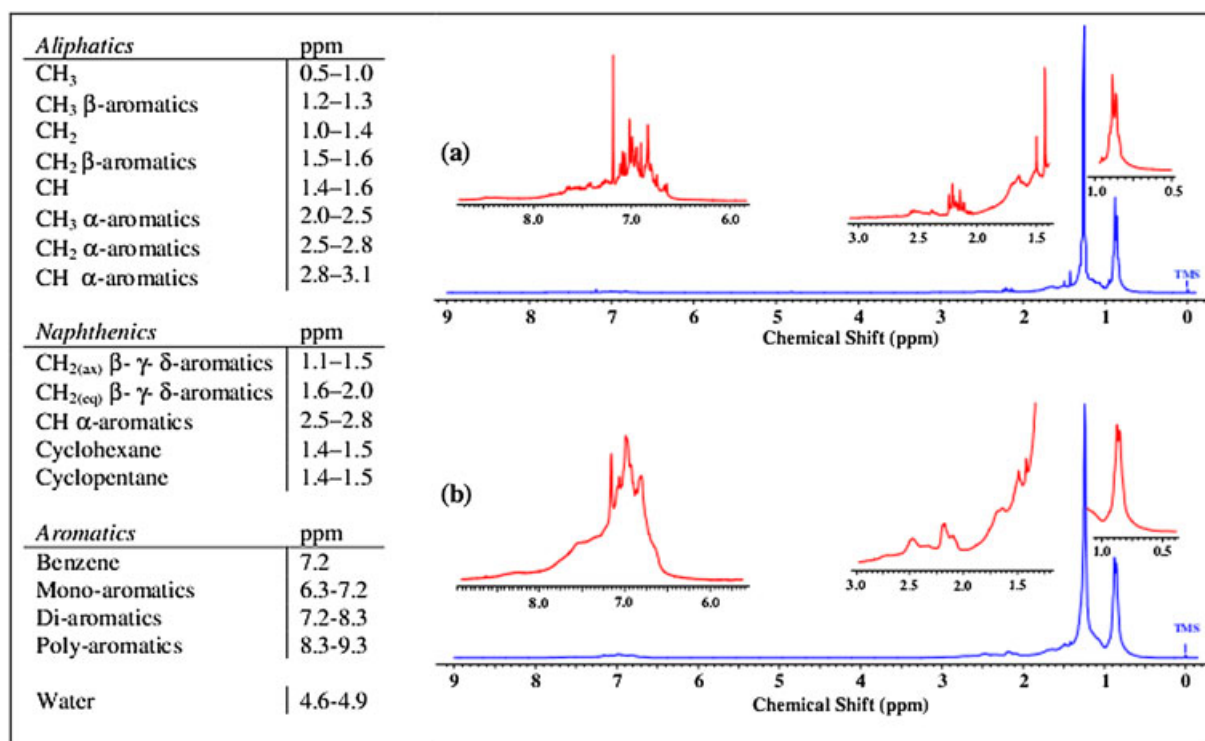 Aliphatics ppm
CH₃ 0.5–1.0
CH₃ β-aromatics 1.2–1.3
CH₂ 1.0–1.4
CH₂ β-aromatics 1.5–1.6
CH 1.4–1.6
CH₃ α-aromatics 2.0–2.5
CH₂ α-aromatics 2.5–2.8
CH α-aromatics 2.8–3.1
Naphthenics ppm
CH₂(ax) β- γ- δ-aromatics 1.1–1.5
CH₂(eq) β- γ- δ-aromatics 1.6–2.0
CH α-aromatics 2.5–2.8
Cyclohexane 1.4–1.5
Cyclopentane 1.4–1.5
Aromatics ppm
Benzene 7.2
Mono-aromatics 6.3-7.2
Di-aromatics 7.2-8.3
Poly-aromatics 8.3-9.3
Water 4.6-4.9
(a)
8.0 7.0 6.0
3.0 2.5 2.0 1.5
1.0 0.5
TMS
9 8 7 6 5 4 3 2 1 0
Chemical Shift (ppm)
(b)
8.0 7.0 6.0
3.0 2.5 2.0 1.5
1.0 0.5
TMS
9 8 7 6 5 4 3 2 1 0
Chemical Shift (ppm)